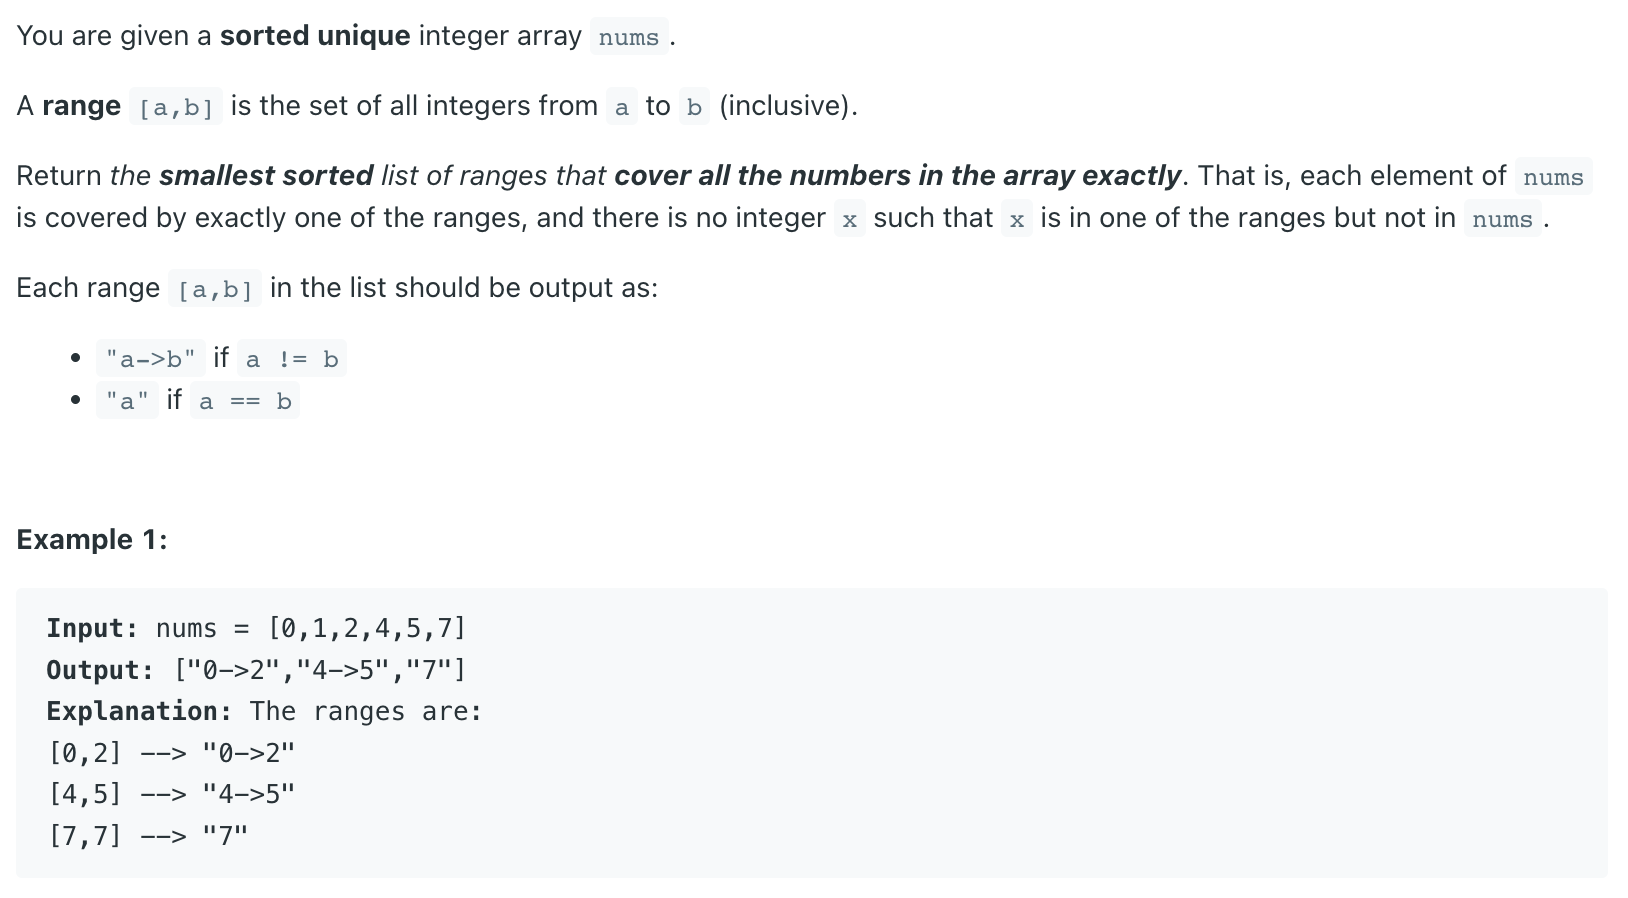 You are given a sorted unique integer array nums .
A range [a,b] is the set of all integers from a to b (inclusive).
Return the smallest sorted list of ranges that cover all the numbers in the array exactly. That is, each element of nums
is covered by exactly one of the ranges, and there is no integer x such that x is in one of the ranges but not in nums .
Each range [a,b] in the list should be output as:
• "a->b" if a != b
• "a" if a == b
Example 1:
Input: nums = [0,1,2,4,5,7]
Output: ["0->2","4->5","7"]
Explanation: The ranges are:
[0,2] --> "0->2"
[4,5] --> "4->5"
[7,7] --> "7"